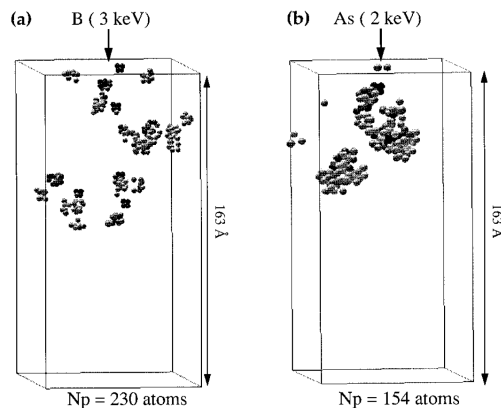 (a)
B ( 3 keV)
163 Å
Np = 230 atoms
(b)
As ( 2 keV)
163 Å
Np = 154 atoms